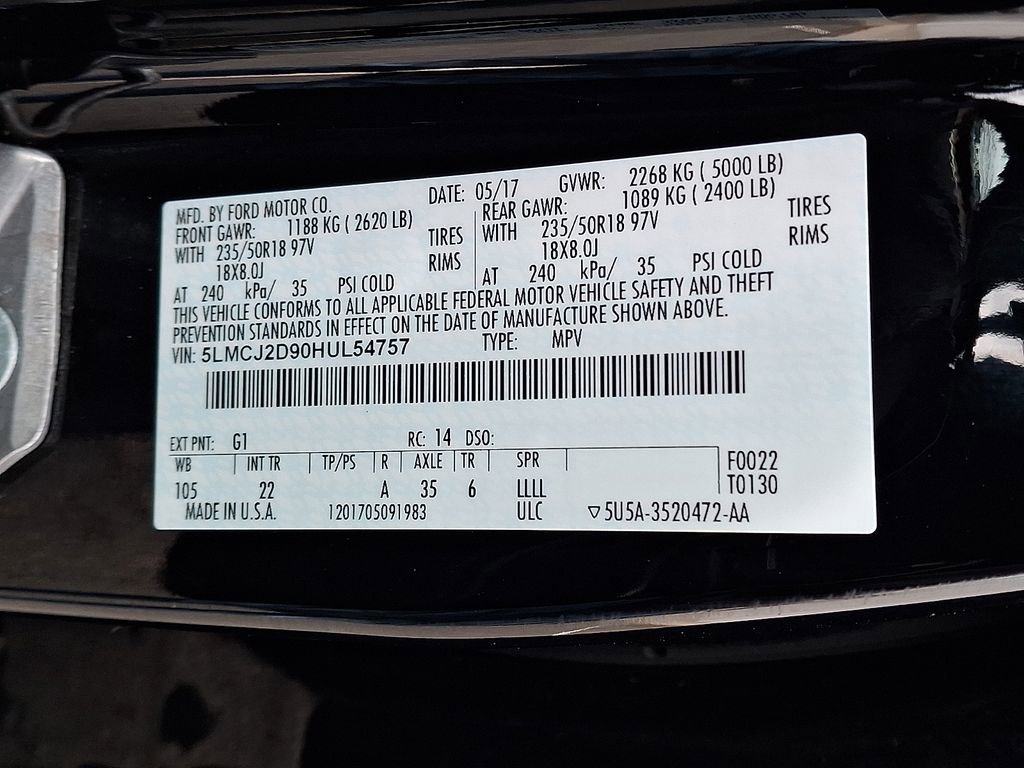 MFD. BY FORD MOTOR CO. DATE: 05/17 GVWR: 2268 KG ( 5000 LB)
FRONT GAWR: 1188 KG ( 2620 LB) REAR GAWR: 1089 KG ( 2400 LB)
WITH 235/50R18 97V TIRES WITH 235/50R18 97V TIRES
18X8.0J RIMS 18X8.0J RIMS
AT 240 kPa/ 35 PSI COLD AT 240 kPa/ 35 PSI COLD
THIS VEHICLE CONFORMS TO ALL APPLICABLE FEDERAL MOTOR VEHICLE SAFETY AND THEFT
PREVENTION STANDARDS IN EFFECT ON THE DATE OF MANUFACTURE SHOWN ABOVE.
VIN: 5LMCJ2D90HUL54757 TYPE: MPV
EXT PNT: G1 RC: 14 DSO:
WB INT TR TP/PS R AXLE TR SPR F0022
105 22 A 35 6 LLLL T0130
MADE IN U.S.A. 1201705091983 ULC ▽5U5A-3520472-AA